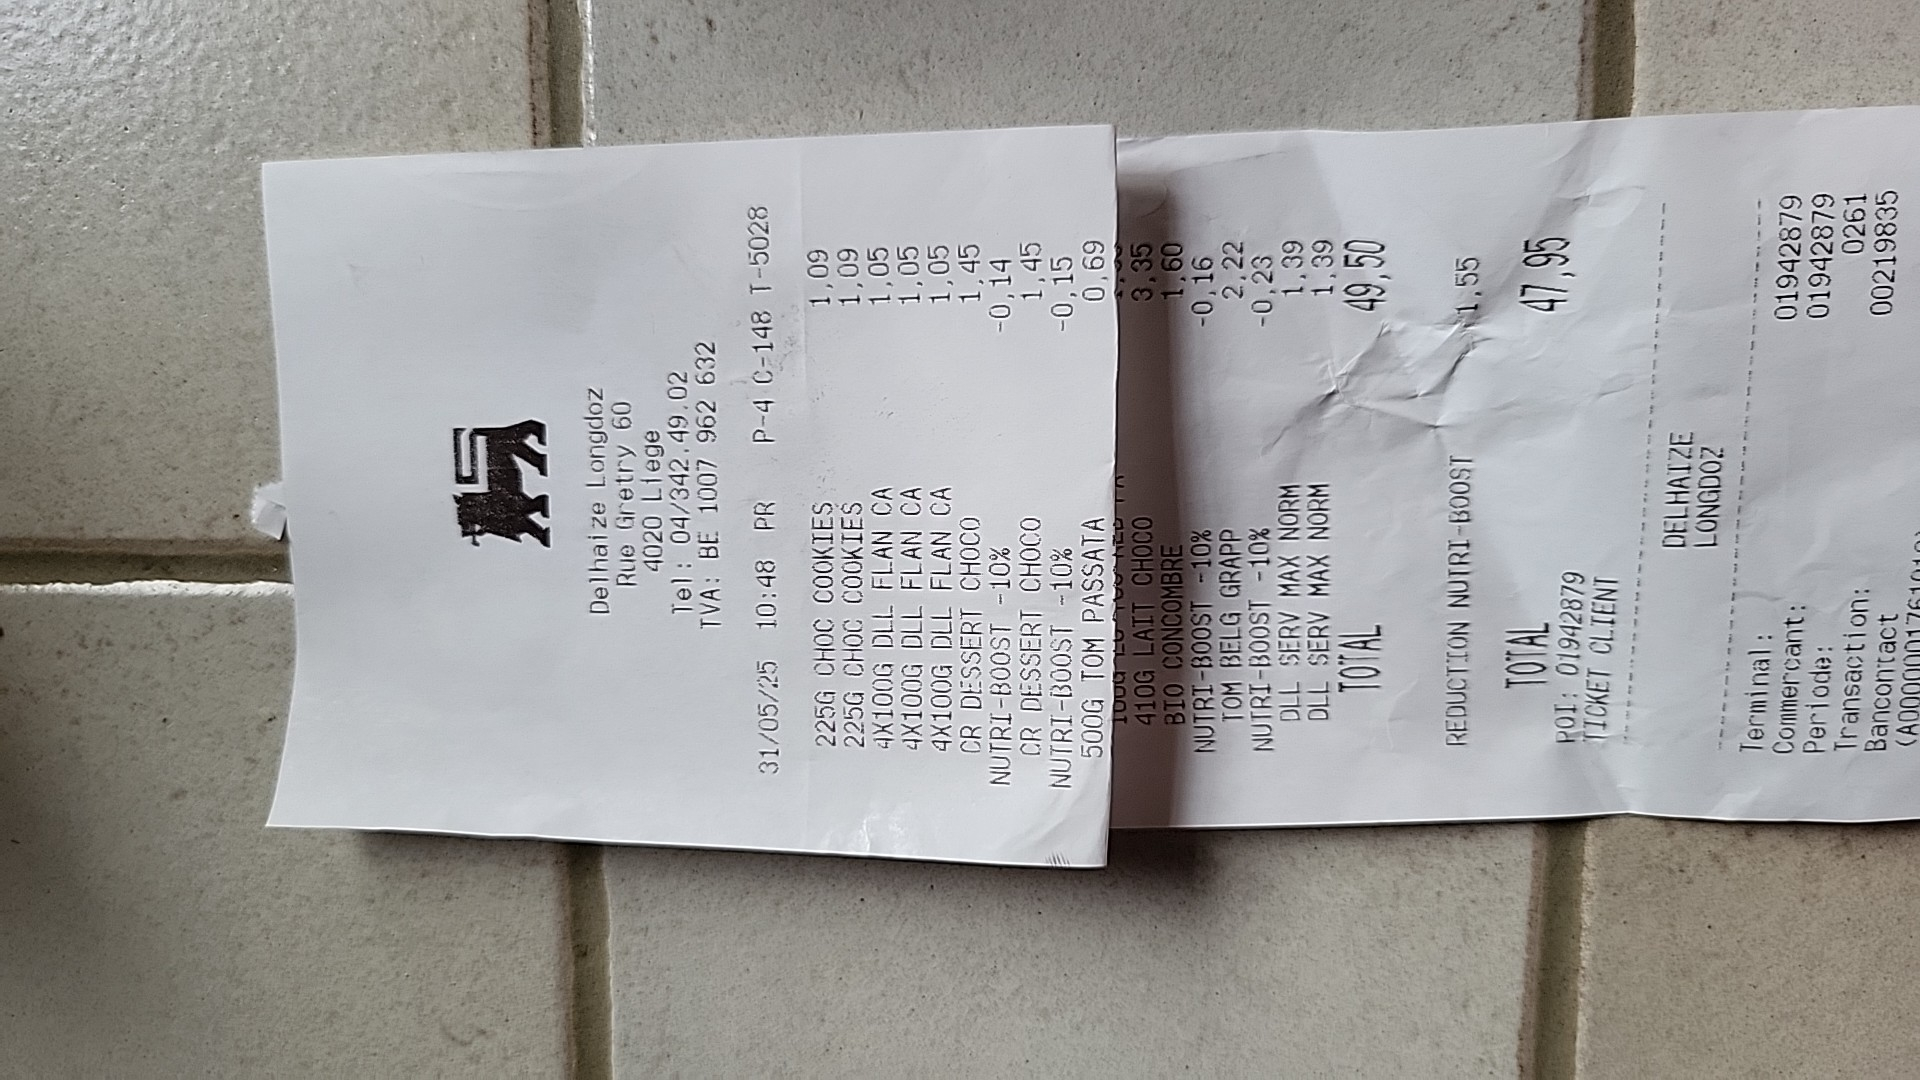 Delhaize Longdoz
Rue Gretry 60
4020 Liege
Tel: 04/342.49.02
TVA: BE 1007 962 632
31/05/25 10:48 PR P-4 C-148 T-5028
225G CHOC COOKIES 1,09
225G CHOC COOKIES 1,09
4X100G DLL FLAN CA 1,05
4X100G DLL FLAN CA 1,05
4X100G DLL FLAN CA 1,05
CR DESSERT CHOCO 1,45
NUTRI-BOOST -10% -0,14
CR DESSERT CHOCO 1,45
NUTRI-BOOST -10% -0,15
500G TOM PASSATA 0,69
410G LAIT CHOCO 3,35
BIO CONCOMBRE 1,60
NUTRI-BOOST -10% -0,16
TOM BELG GRAPP 2,22
NUTRI-BOOST -10% -0,23
DLL SERV MAX NORM 1,39
DLL SERV MAX NORM 1,39
TOTAL 49,50
REDUCTION NUTRI-BOOST -1,55
TOTAL 47,95
POI: 01942879
TICKET CLIENT
DELHAIZE
LONGDOZ
Terminal: 01942879
Commercant: 01942879
Periode: 0261
Transaction: 00219835
Bancontact